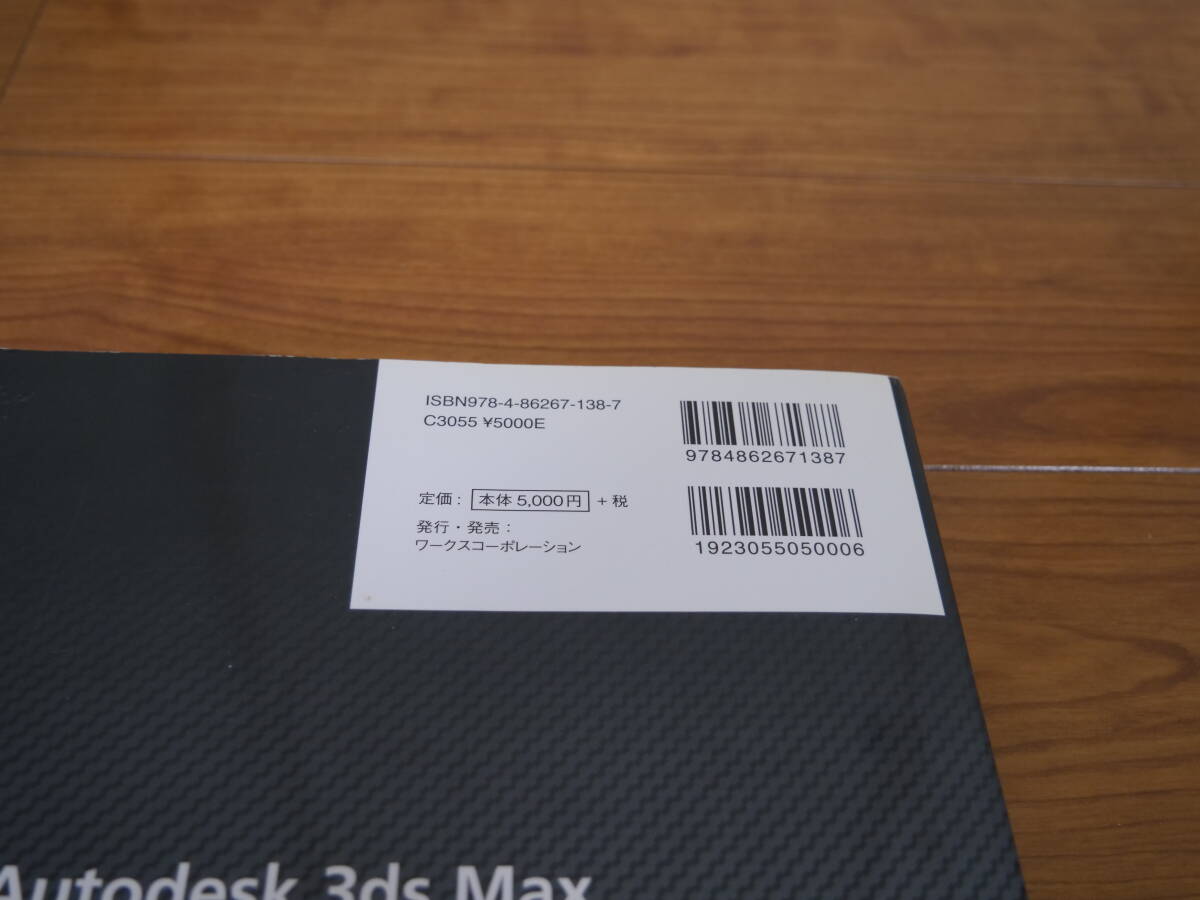 ISBN978-4-86267-138-7
C3055 ¥5000E
9784862671387
定価: 本体 5,000円 + 税
発行・発売:
ワークスコーポレーション
1923055050006
Autodesk 3ds Max